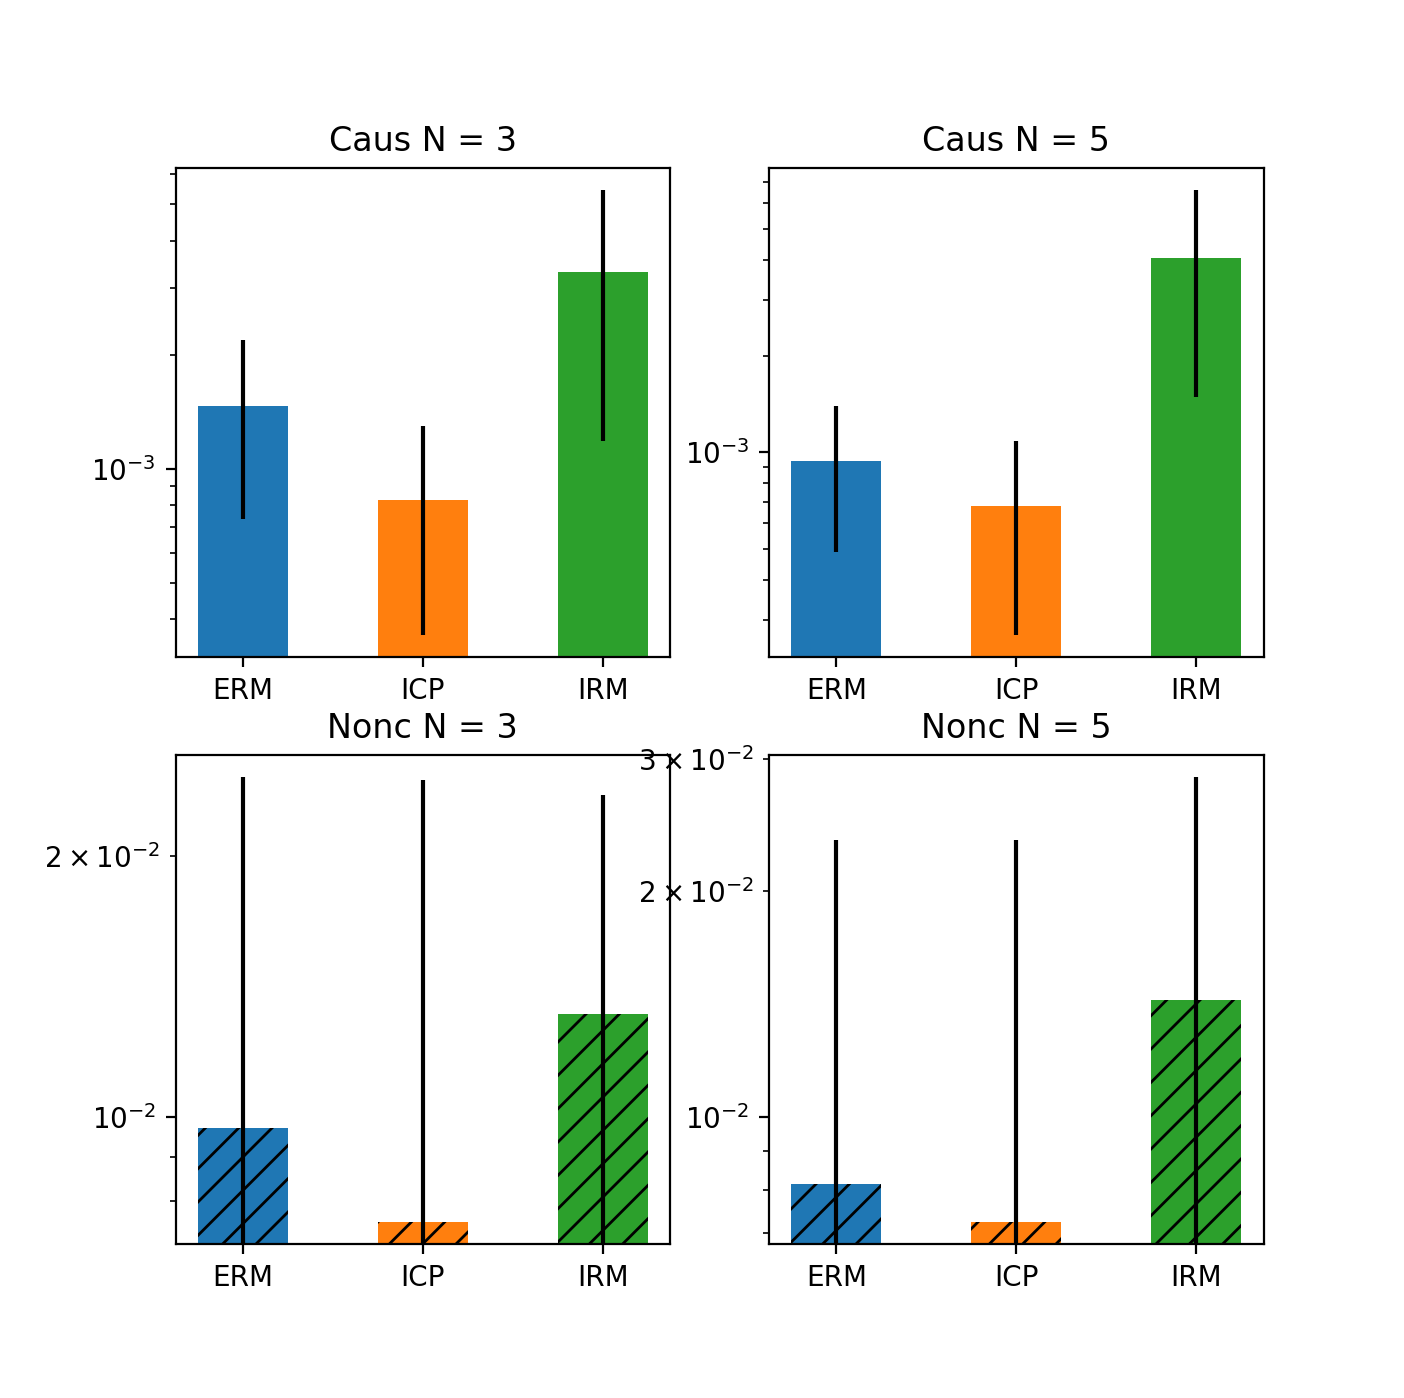 Caus N = 3
10⁻³
ERM ICP IRM
Caus N = 5
10⁻³
ERM ICP IRM
Nonc N = 3
2 × 10⁻²
10⁻²
ERM ICP IRM
Nonc N = 5
3 × 10⁻²
2 × 10⁻²
10⁻²
ERM ICP IRM